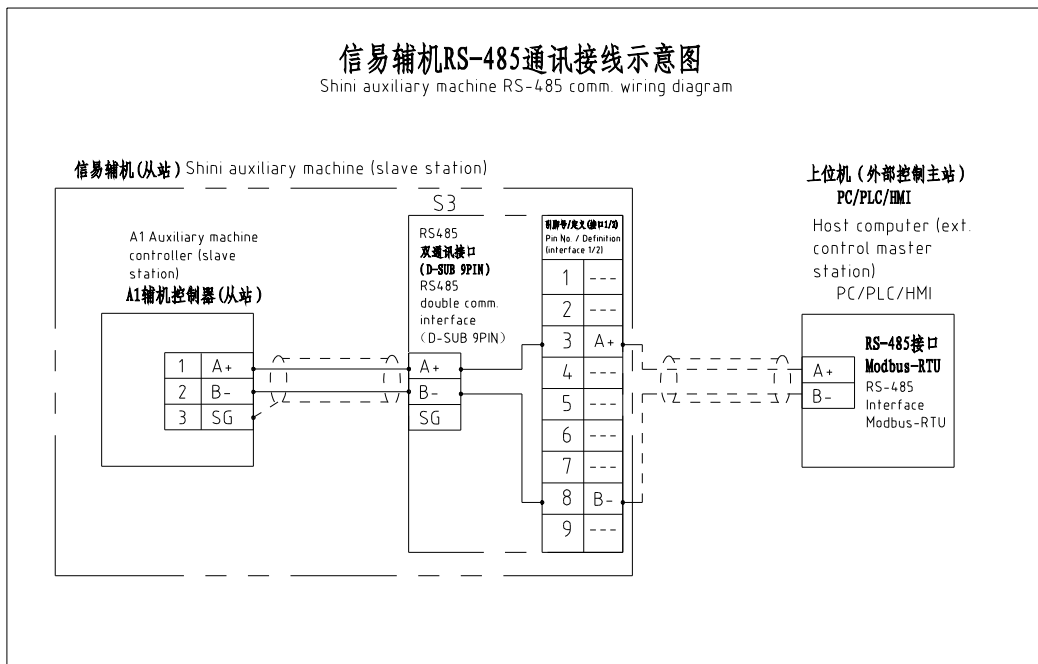 信易辅机RS-485通讯接线示意图
Shini auxiliary machine RS-485 comm. wiring diagram
信易辅机(从站) Shini auxiliary machine (slave station)
A1 Auxiliary machine
controller (slave
station)
A1辅机控制器(从站)
1 A+
2 B-
3 SG
S3
RS485
双通讯接口
(D-SUB 9PIN)
RS485
double comm.
interface
(D-SUB 9PIN)
A+
B-
SG
引脚号/定义(接口1/2)
Pin No. / Definition
(interface 1/2)
1 ---
2 ---
3 A+
4 ---
5 ---
6 ---
7 ---
8 B-
9 ---
上位机(外部控制主站)
PC/PLC/HMI
Host computer (ext.
control master
station)
PC/PLC/HMI
A+
B-
RS-485接口
Modbus-RTU
RS-485
Interface
Modbus-RTU